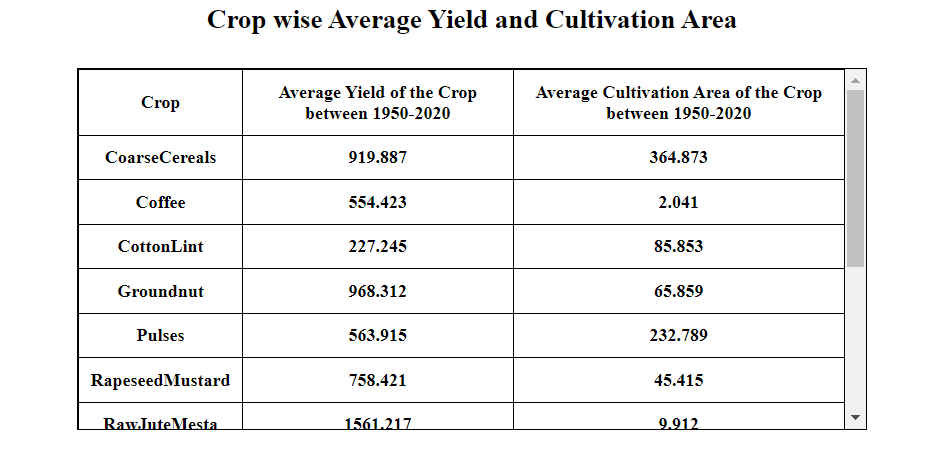 Crop wise Average Yield and Cultivation Area
Crop Average Yield of the Crop between 1950-2020 Average Cultivation Area of the Crop between 1950-2020
CoarseCereals 919.887 364.873
Coffee 554.423 2.041
CottonLint 227.245 85.853
Groundnut 968.312 65.859
Pulses 563.915 232.789
RapeseedMustard 758.421 45.415
RawJuteMesta 1561.217 9.912